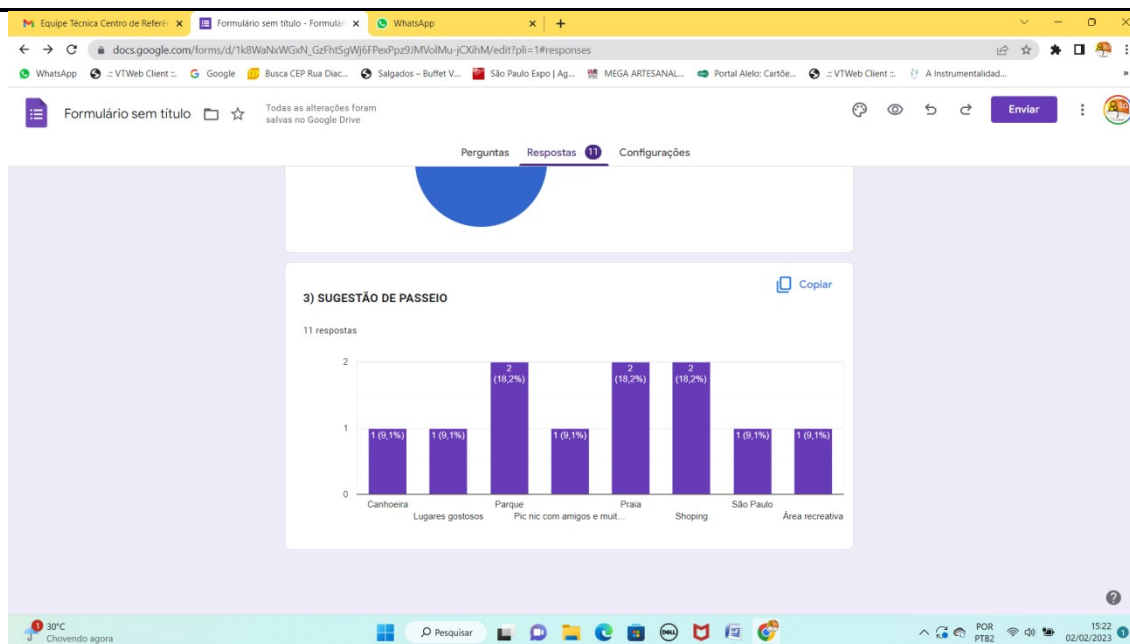 Equipe Técnica Centro de Referên
Formulário sem título - Formulári
WhatsApp
docs.google.com/forms/d/1k8WaNxWGxN_GzFhtSgWj6FPexPpz9JMVolMu-jCXihM/edit?pli=1#responses
WhatsApp
.:: VTWeb Client ::.
Google
Busca CEP Rua Diac...
Salgados – Buffet V...
São Paulo Expo | Ag...
MEGA ARTESANAL...
Portal Alelo: Cartõe...
.:: VTWeb Client ::.
A Instrumentalidad...
Formulário sem título
Todas as alterações foram
salvas no Google Drive
Enviar
Perguntas Respostas 11 Configurações
3) SUGESTÃO DE PASSEIO
Copiar
11 respostas
2
1
0
1 (9,1%)
1 (9,1%)
2
(18,2%)
1 (9,1%)
2
(18,2%)
2
(18,2%)
1 (9,1%)
1 (9,1%)
Canhoeira
Lugares gostosos
Parque
Pic nic com amigos e muit...
Praia
Shoping
São Paulo
Área recreativa
1
30°C
Chovendo agora
Pesquisar
DELL
POR
PTB2
15:22
02/02/2023
1